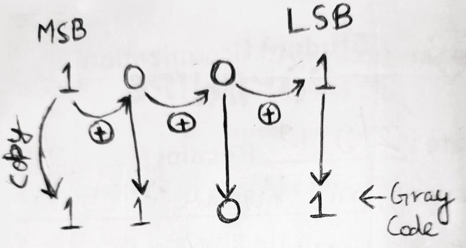 MSB LSB
1 0 0 1
+ + +
copy
1 1 0 1 ←Gray
Code